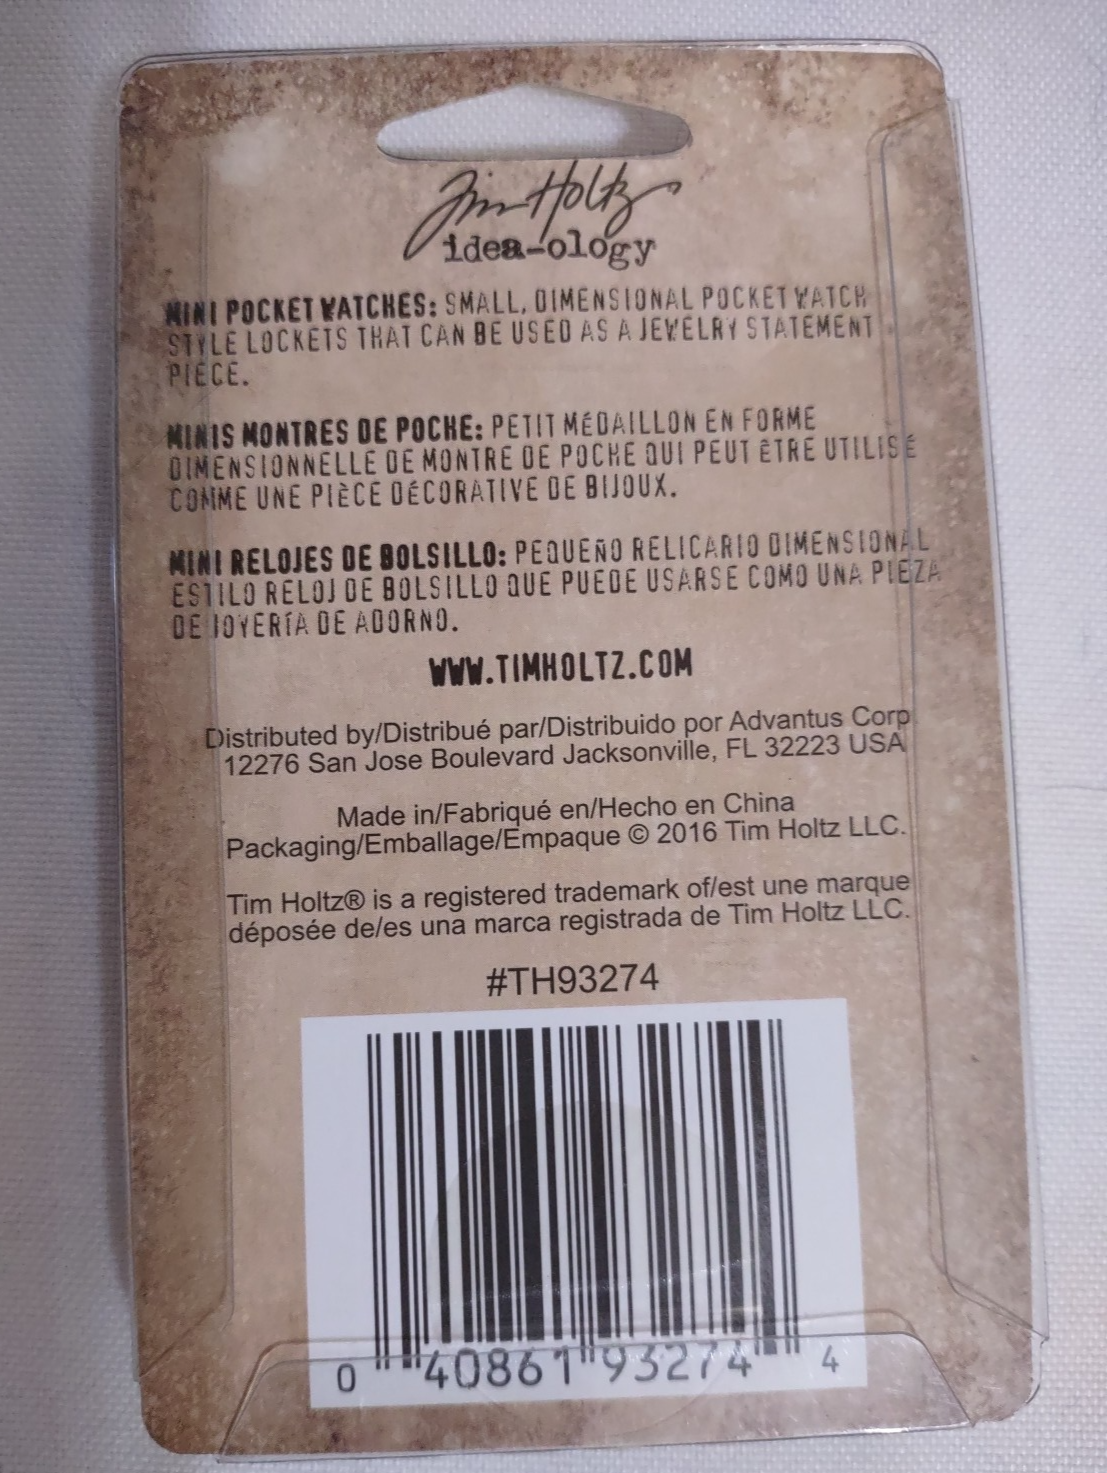 Tim Holtz
idea-ology
MINI POCKET WATCHES: SMALL, DIMENSIONAL POCKET WATCH
STYLE LOCKETS THAT CAN BE USED AS A JEWELRY STATEMENT
PIECE.
MINIS MONTRES DE POCHE: PETIT MÉDAILLON EN FORME
DIMENSIONNELLE DE MONTRE DE POCHE QUI PEUT ÊTRE UTILISÉ
COMME UNE PIÈCE DÉCORATIVE DE BIJOUX.
MINI RELOJES DE BOLSILLO: PEQUEÑO RELICARIO DIMENSIONAL
ESTILO RELOJ DE BOLSILLO QUE PUEDE USARSE COMO UNA PIEZA
DE JOYERÍA DE ADORNO.
WWW.TIMHOLTZ.COM
Distributed by/Distribué par/Distribuido por Advantus Corp
12276 San Jose Boulevard Jacksonville, FL 32223 USA
Made in/Fabriqué en/Hecho en China
Packaging/Emballage/Empaque © 2016 Tim Holtz LLC.
Tim Holtz® is a registered trademark of/est une marque
déposée de/es una marca registrada de Tim Holtz LLC.
#TH93274
0 40861 93274 4